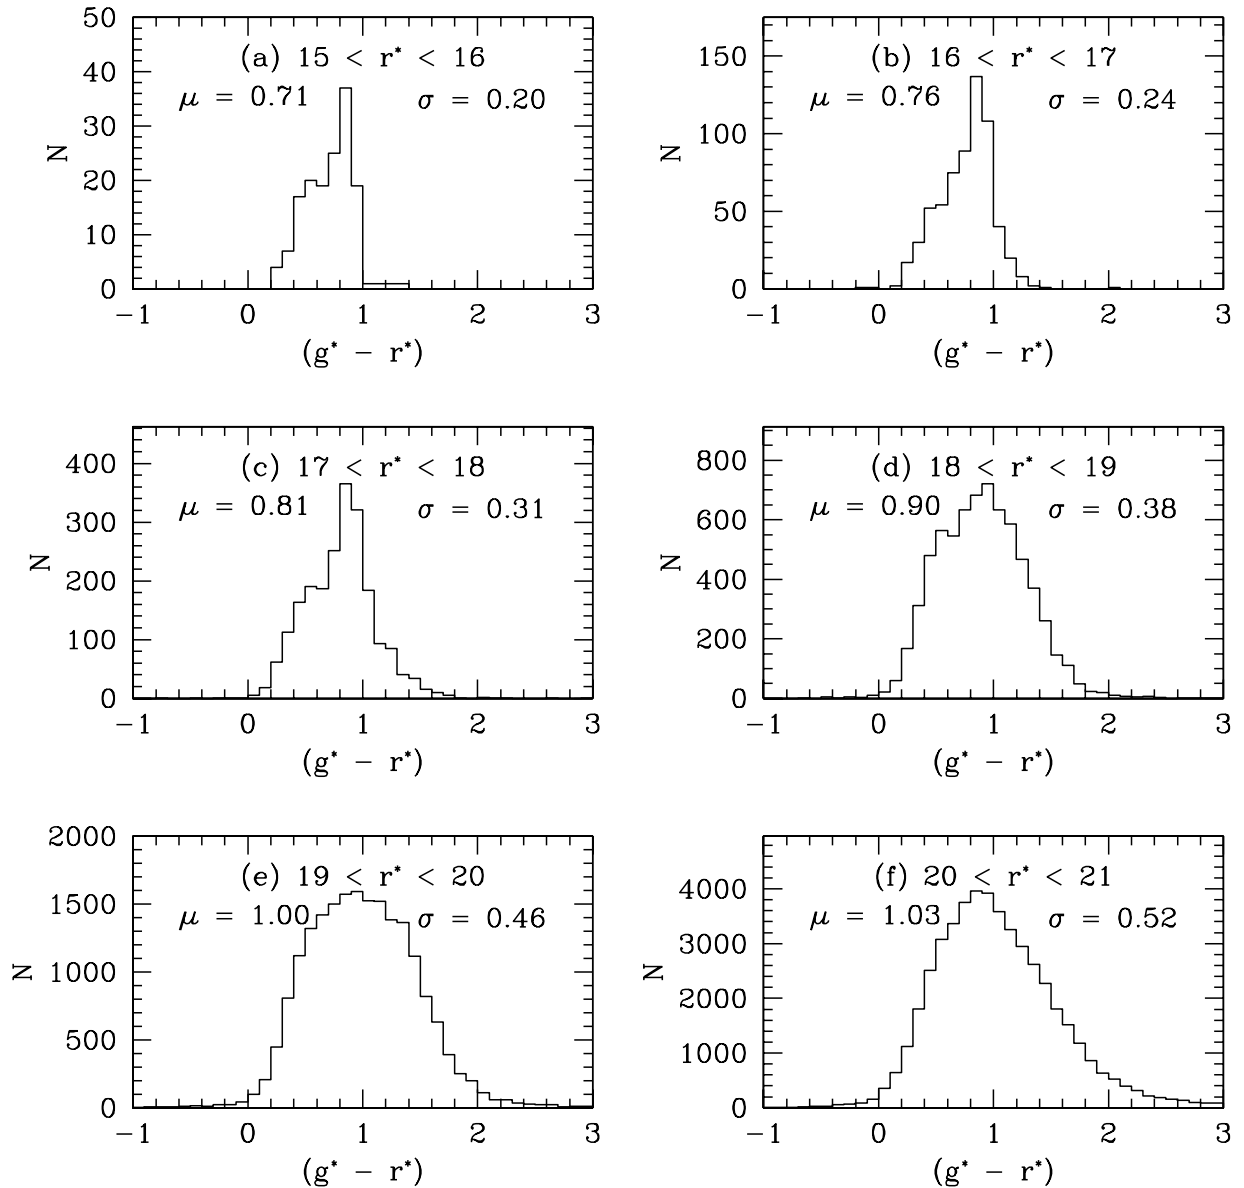 (a) 15 < r* < 16
μ = 0.71 σ = 0.20
N
50
40
30
20
10
0
−1 0 1 2 3
(g* − r*)
(b) 16 < r* < 17
μ = 0.76 σ = 0.24
N
150
100
50
0
−1 0 1 2 3
(g* − r*)
(c) 17 < r* < 18
μ = 0.81 σ = 0.31
N
400
300
200
100
0
−1 0 1 2 3
(g* − r*)
(d) 18 < r* < 19
μ = 0.90 σ = 0.38
N
800
600
400
200
0
−1 0 1 2 3
(g* − r*)
(e) 19 < r* < 20
μ = 1.00 σ = 0.46
N
2000
1500
1000
500
0
−1 0 1 2 3
(g* − r*)
(f) 20 < r* < 21
μ = 1.03 σ = 0.52
N
4000
3000
2000
1000
0
−1 0 1 2 3
(g* − r*)